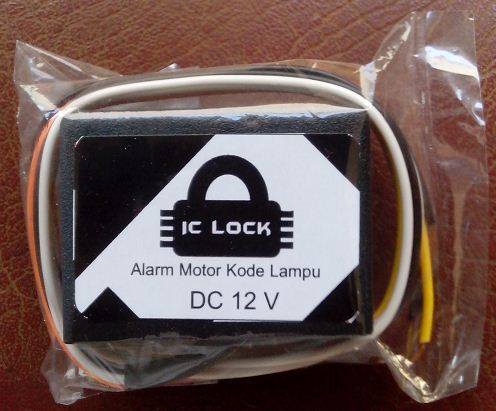 IC LOCK
Alarm Motor Kode Lampu
DC 12 V